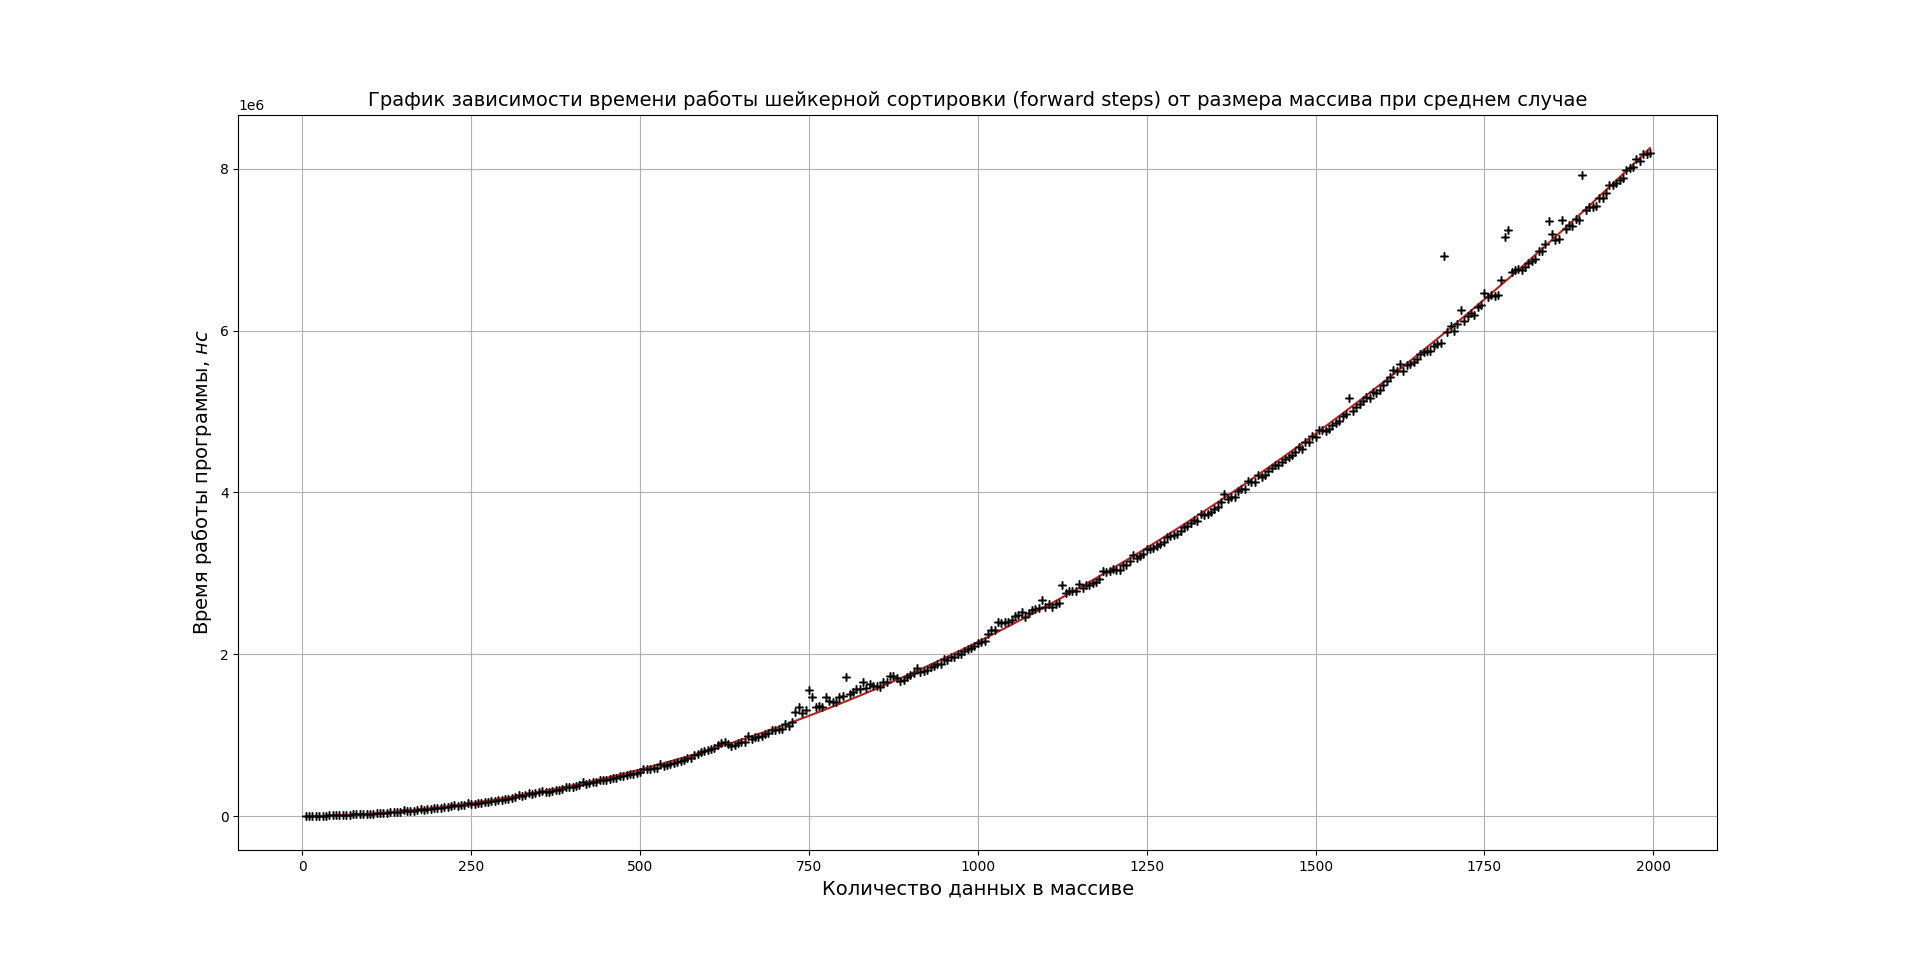 График зависимости времени работы шейкерной сортировки (forward steps) от размера массива при среднем случае
1e6
8
6
4
2
0
Время работы программы, нс
0 250 500 750 1000 1250 1500 1750 2000
Количество данных в массиве